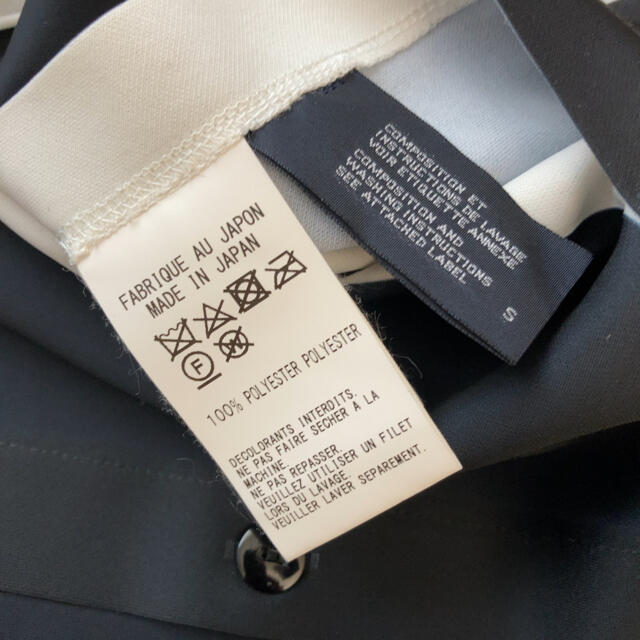 FABRIQUE AU JAPON
MADE IN JAPAN
F
100% POLYESTER POLYESTER
DECOLORANTS INTERDITS.
NE PAS FAIRE SÉCHER À LA
MACHINE.
NE PAS REPASSER.
VEUILLEZ UTILISER UN FILET
LORS DU LAVAGE.
VEUILLER LAVER SEPAREMENT.
COMPOSITION ET
INSTRUCTIONS DE LAVAGE
VOIR ETIQUETTE ANNEXE
COMPOSITION AND
WASHING INSTRUCTIONS
SEE ATTACHED LABEL
S